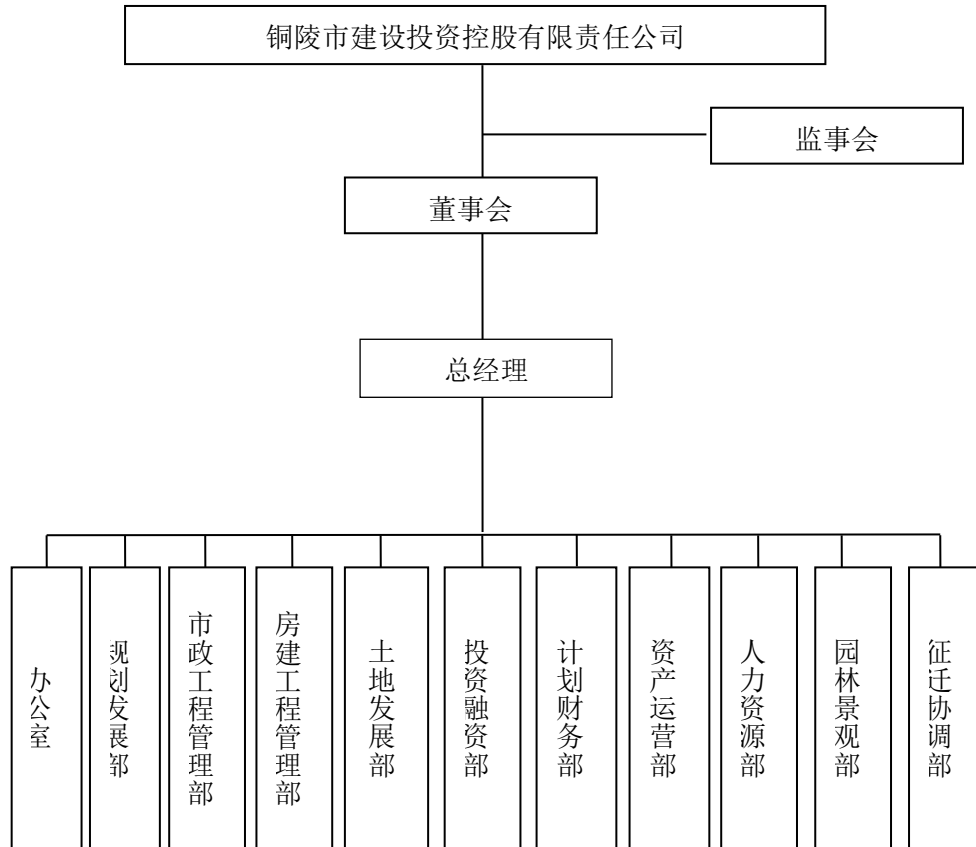 铜陵市建设投资控股有限责任公司
监事会
董事会
总经理
办公室
规划发展部
市政工程管理部
房建工程管理部
土地发展部
投资融资部
计划财务部
资产运营部
人力资源部
园林景观部
征迁协调部